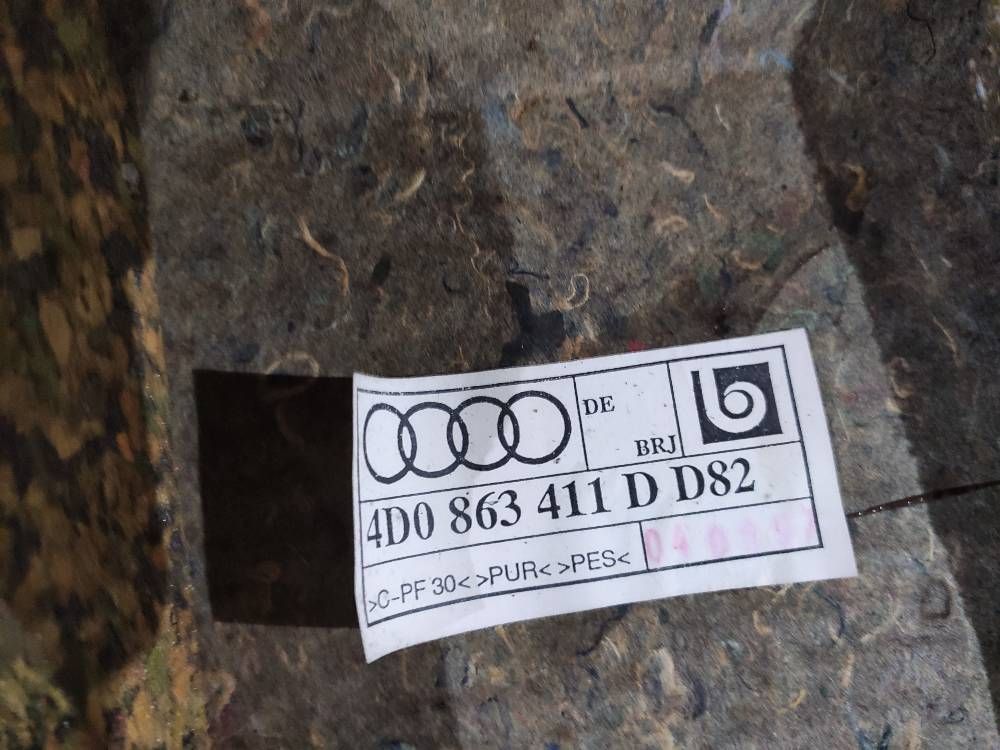 DE
BRJ
b
4D0 863 411 D D82
>C-PF 30< >PUR< >PES<